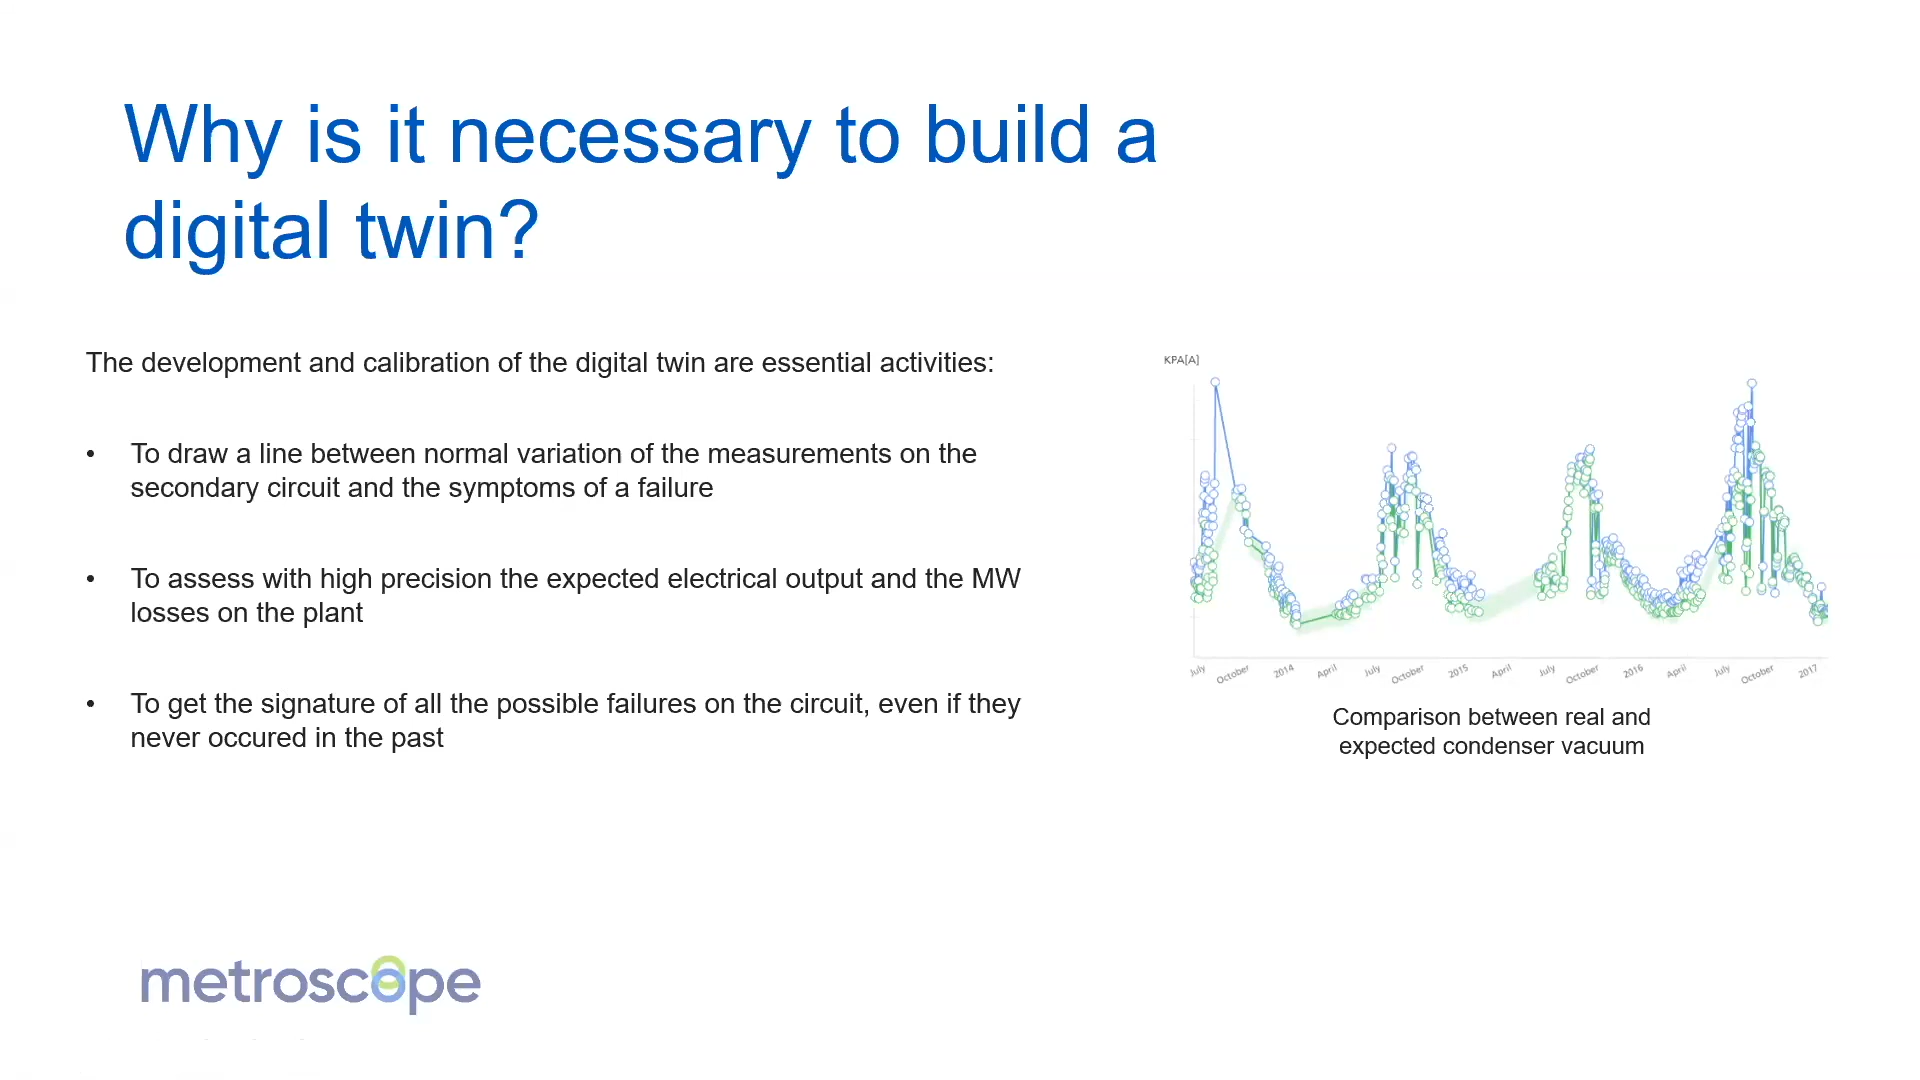 Why is it necessary to build a
digital twin?
The development and calibration of the digital twin are essential activities:
• To draw a line between normal variation of the measurements on the
secondary circuit and the symptoms of a failure
• To assess with high precision the expected electrical output and the MW
losses on the plant
• To get the signature of all the possible failures on the circuit, even if they
never occured in the past
KPA[A]
July October 2014 April July October 2015 April July October 2016 April July October 2017
Comparison between real and
expected condenser vacuum
metroscope